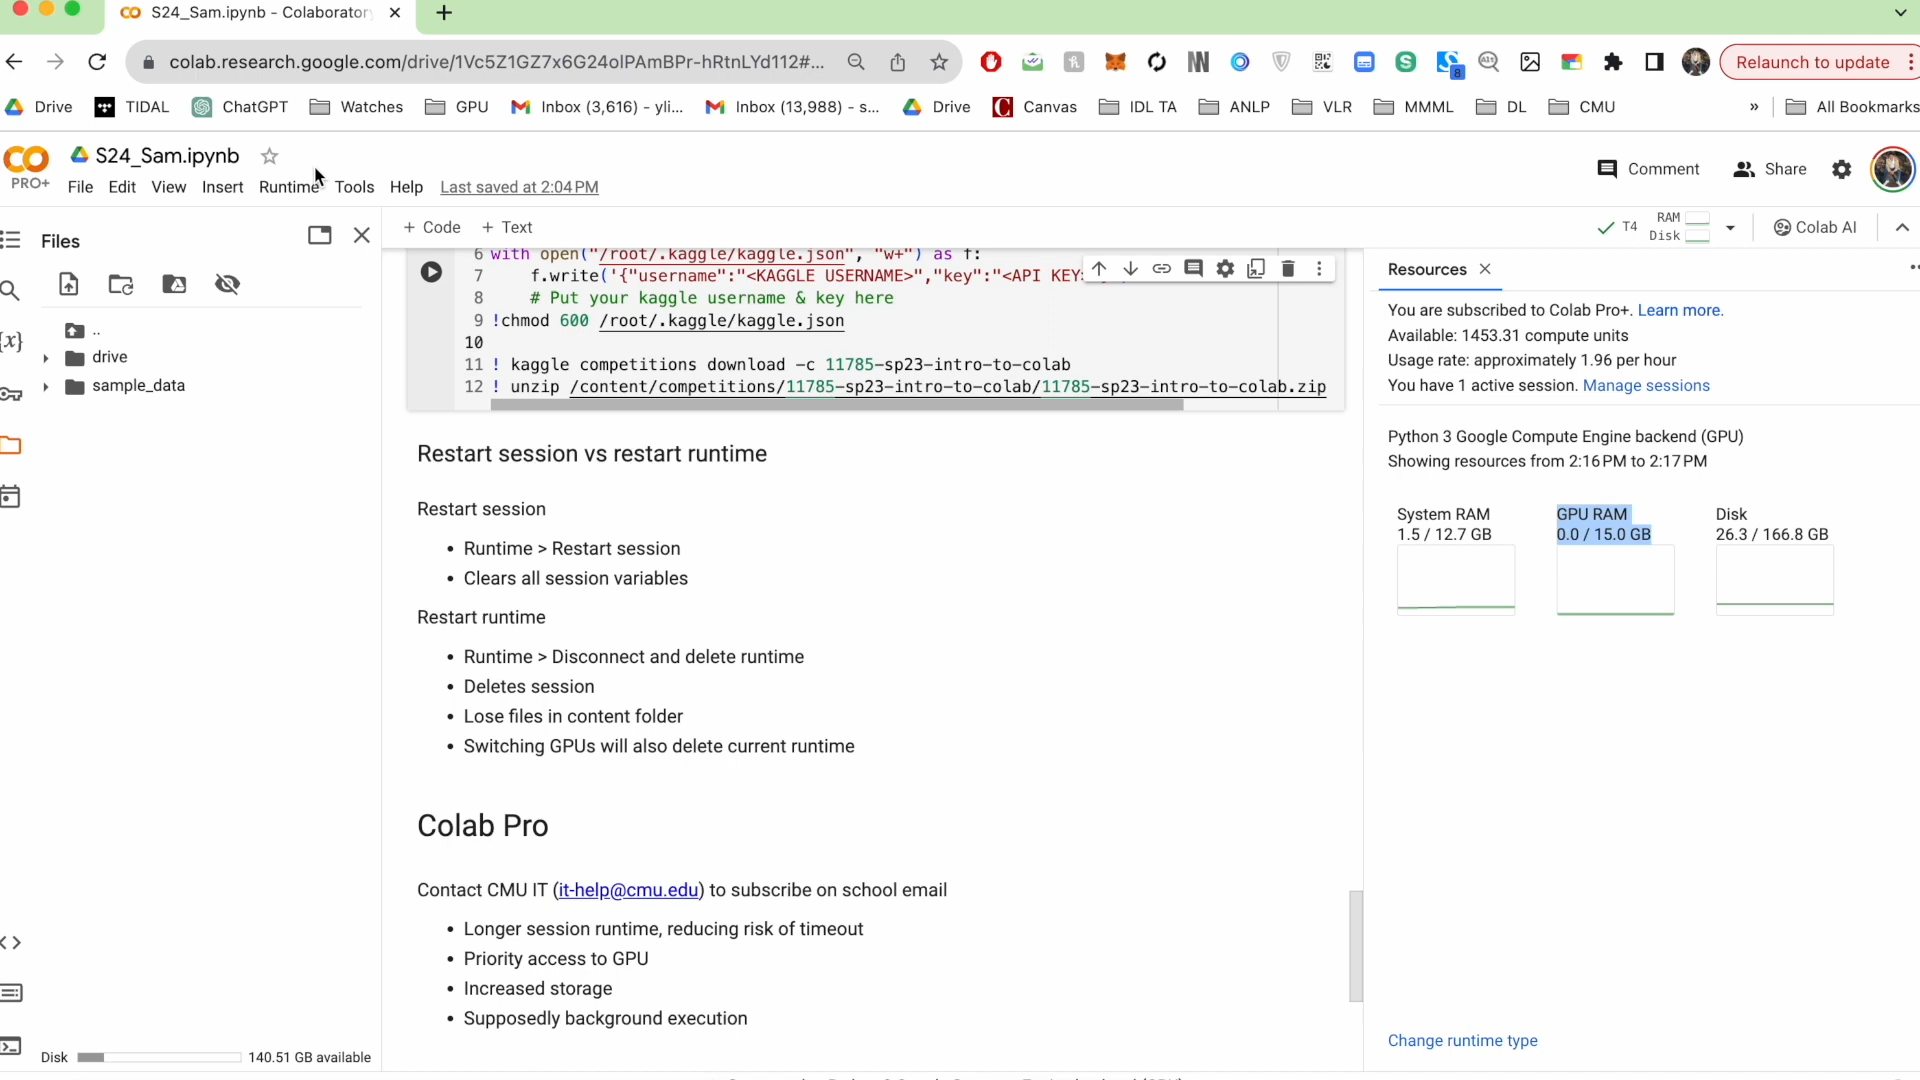 S24_Sam.ipynb - Colaboratory
colab.research.google.com/drive/1Vc5Z1GZ7x6G24olPAmBPr-hRtnLYd112#...
8
Relaunch to update
Drive
TIDAL
ChatGPT
Watches
GPU
Inbox (3,616) - yli...
Inbox (13,988) - s...
Drive
Canvas
IDL TA
ANLP
VLR
MMML
DL
CMU
»
All Bookmarks
PRO+
S24_Sam.ipynb
File Edit View Insert Runtime Tools Help Last saved at 2:04 PM
Comment
Share
Files
+ Code + Text
T4
RAM
Disk
Colab AI
..
drive
sample_data
{x}
6 with open("/root/.kaggle/kaggle.json", "w+") as f:
7 f.write('{"username":"<KAGGLE USERNAME>","key":"<API KEY>
8 # Put your kaggle username & key here
9 !chmod 600 /root/.kaggle/kaggle.json
10
11 ! kaggle competitions download -c 11785-sp23-intro-to-colab
12 ! unzip /content/competitions/11785-sp23-intro-to-colab/11785-sp23-intro-to-colab.zip
Restart session vs restart runtime
Restart session
• Runtime > Restart session
• Clears all session variables
Restart runtime
• Runtime > Disconnect and delete runtime
• Deletes session
• Lose files in content folder
• Switching GPUs will also delete current runtime
Colab Pro
Contact CMU IT (it-help@cmu.edu) to subscribe on school email
• Longer session runtime, reducing risk of timeout
• Priority access to GPU
• Increased storage
• Supposedly background execution
Disk
140.51 GB available
Resources
You are subscribed to Colab Pro+. Learn more.
Available: 1453.31 compute units
Usage rate: approximately 1.96 per hour
You have 1 active session. Manage sessions
Python 3 Google Compute Engine backend (GPU)
Showing resources from 2:16 PM to 2:17 PM
System RAM
1.5 / 12.7 GB
GPU RAM
0.0 / 15.0 GB
Disk
26.3 / 166.8 GB
Change runtime type